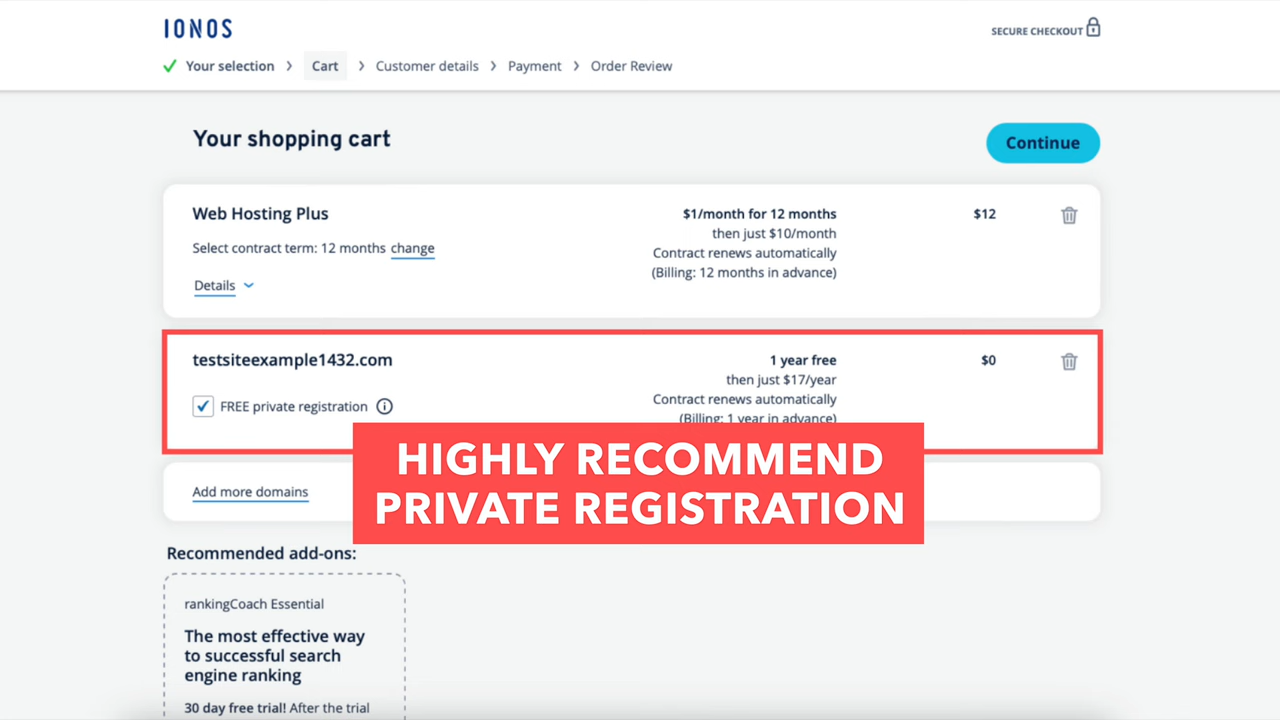 IONOS
SECURE CHECKOUT
Your selection
Cart
Customer details
Payment
Order Review
Your shopping cart
Continue
Web Hosting Plus
$1/month for 12 months
$12
then just $10/month
Select contract term: 12 months change
Contract renews automatically
(Billing: 12 months in advance)
Details
testsiteexample1432.com
1 year free
$0
then just $17/year
FREE private registration
Contract renews automatically
(Billing: 1 year in advance)
HIGHLY RECOMMEND
PRIVATE REGISTRATION
Add more domains
Recommended add-ons:
rankingCoach Essential
The most effective way
to successful search
engine ranking
30 day free trial! After the trial